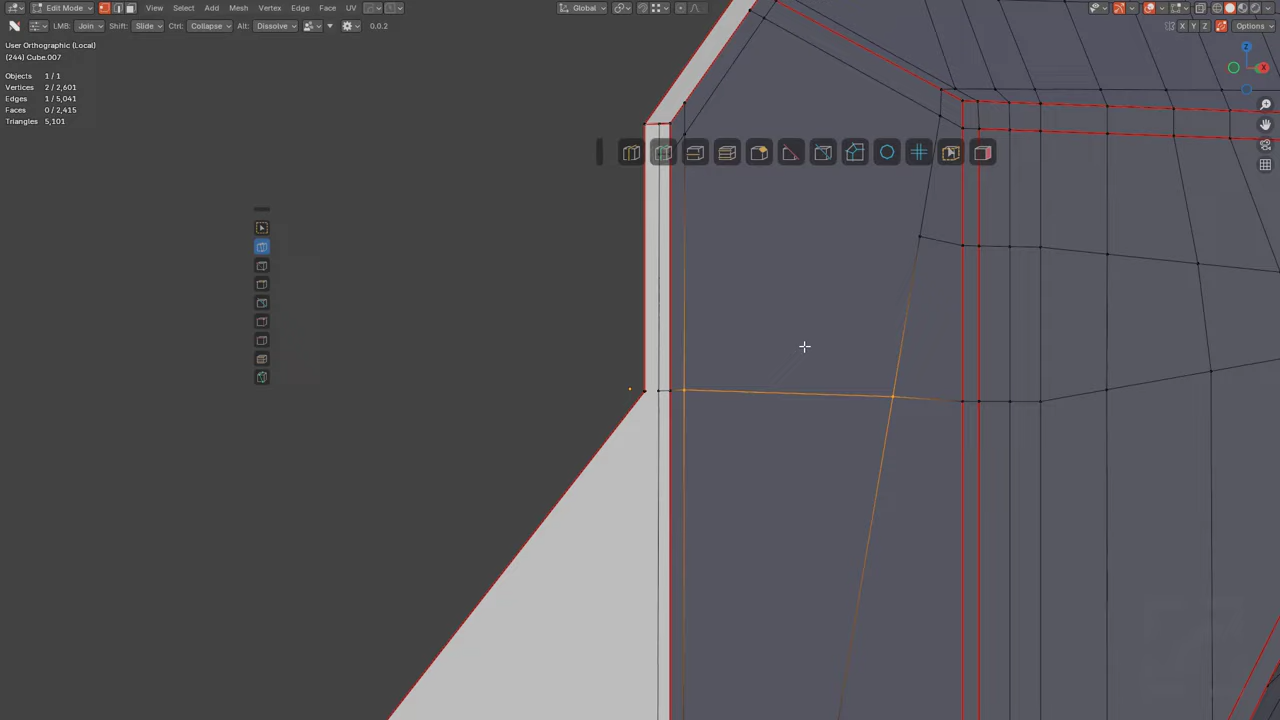 Edit Mode View Select Add Mesh Vertex Edge Face UV Global
LMB: Join Shift: Slide Ctrl: Collapse Alt: Dissolve 0.0.2 X Y Z Options
User Orthographic (Local)
(244) Cube.007
Objects 1 / 1
Vertices 2 / 2,601
Edges 1 / 5,041
Faces 0 / 2,415
Triangles 5,101
Z
X